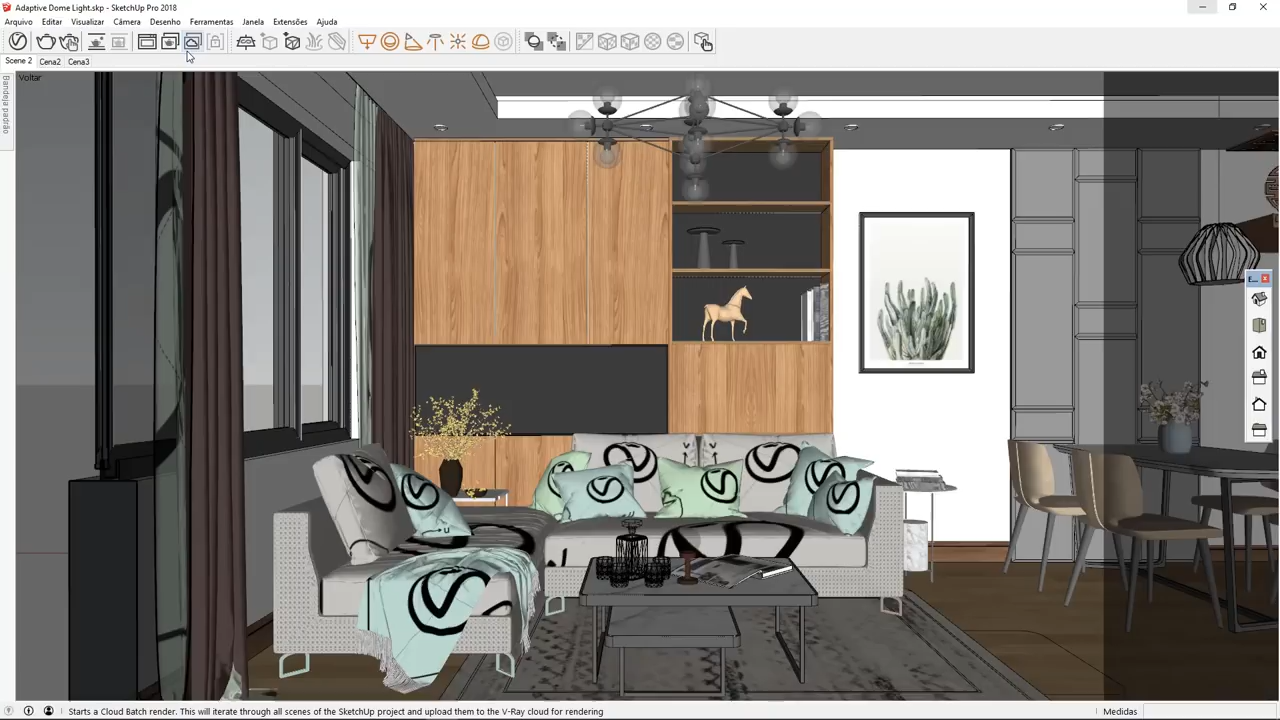 Adaptive Dome Light.skp - SketchUp Pro 2018
Arquivo Editar Visualizar Câmera Desenho Ferramentas Janela Extensões Ajuda
Scene 2 Cena2 Cena3
Voltar
Bandeja padrão
E...
u
Starts a Cloud Batch render. This will iterate through all scenes of the SketchUp project and upload them to the V-Ray cloud for rendering
Medidas